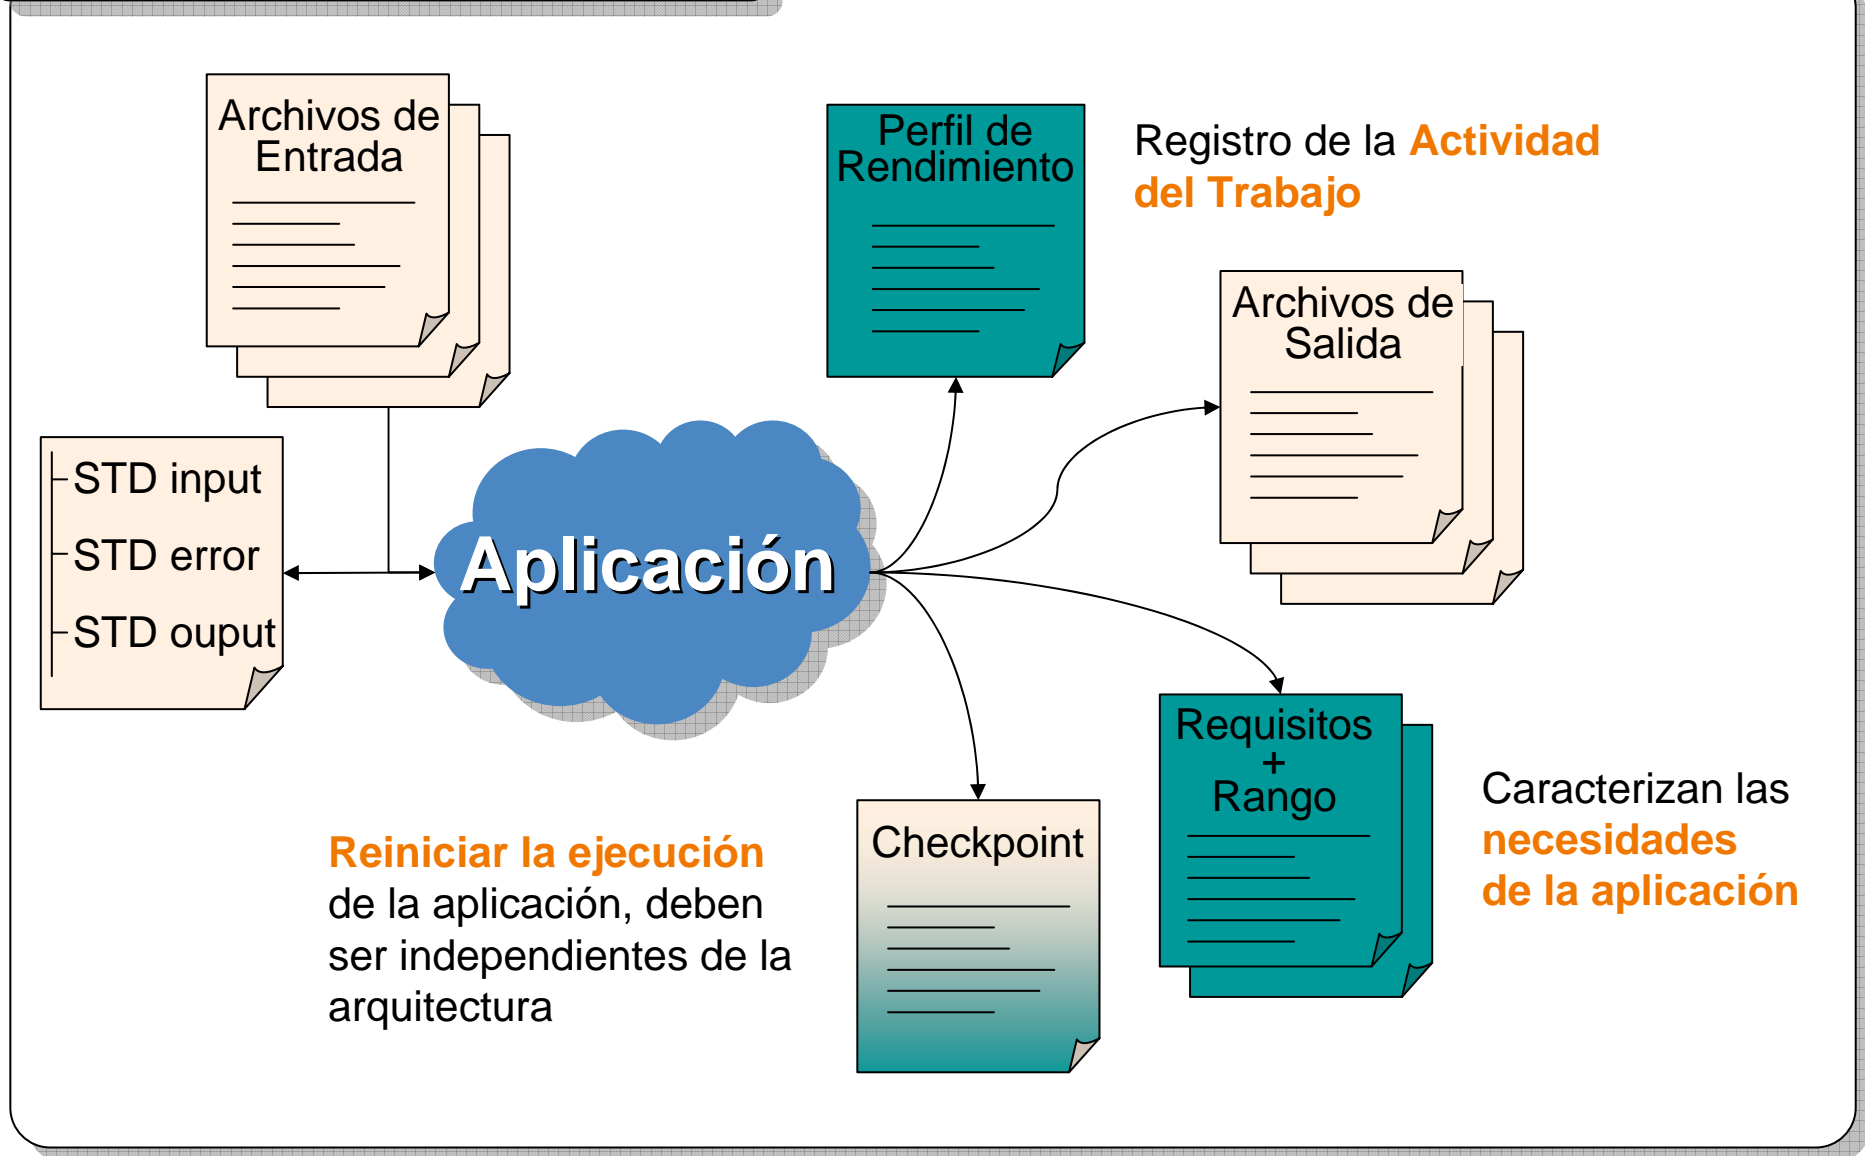 Archivos de
Entrada
Perfil de
Rendimiento
Registro de la Actividad
del Trabajo
Archivos de
Salida
STD input
STD error
STD ouput
Aplicación
Requisitos
+
Rango
Caracterizan las
necesidades
de la aplicación
Checkpoint
Reiniciar la ejecución
de la aplicación, deben
ser independientes de la
arquitectura